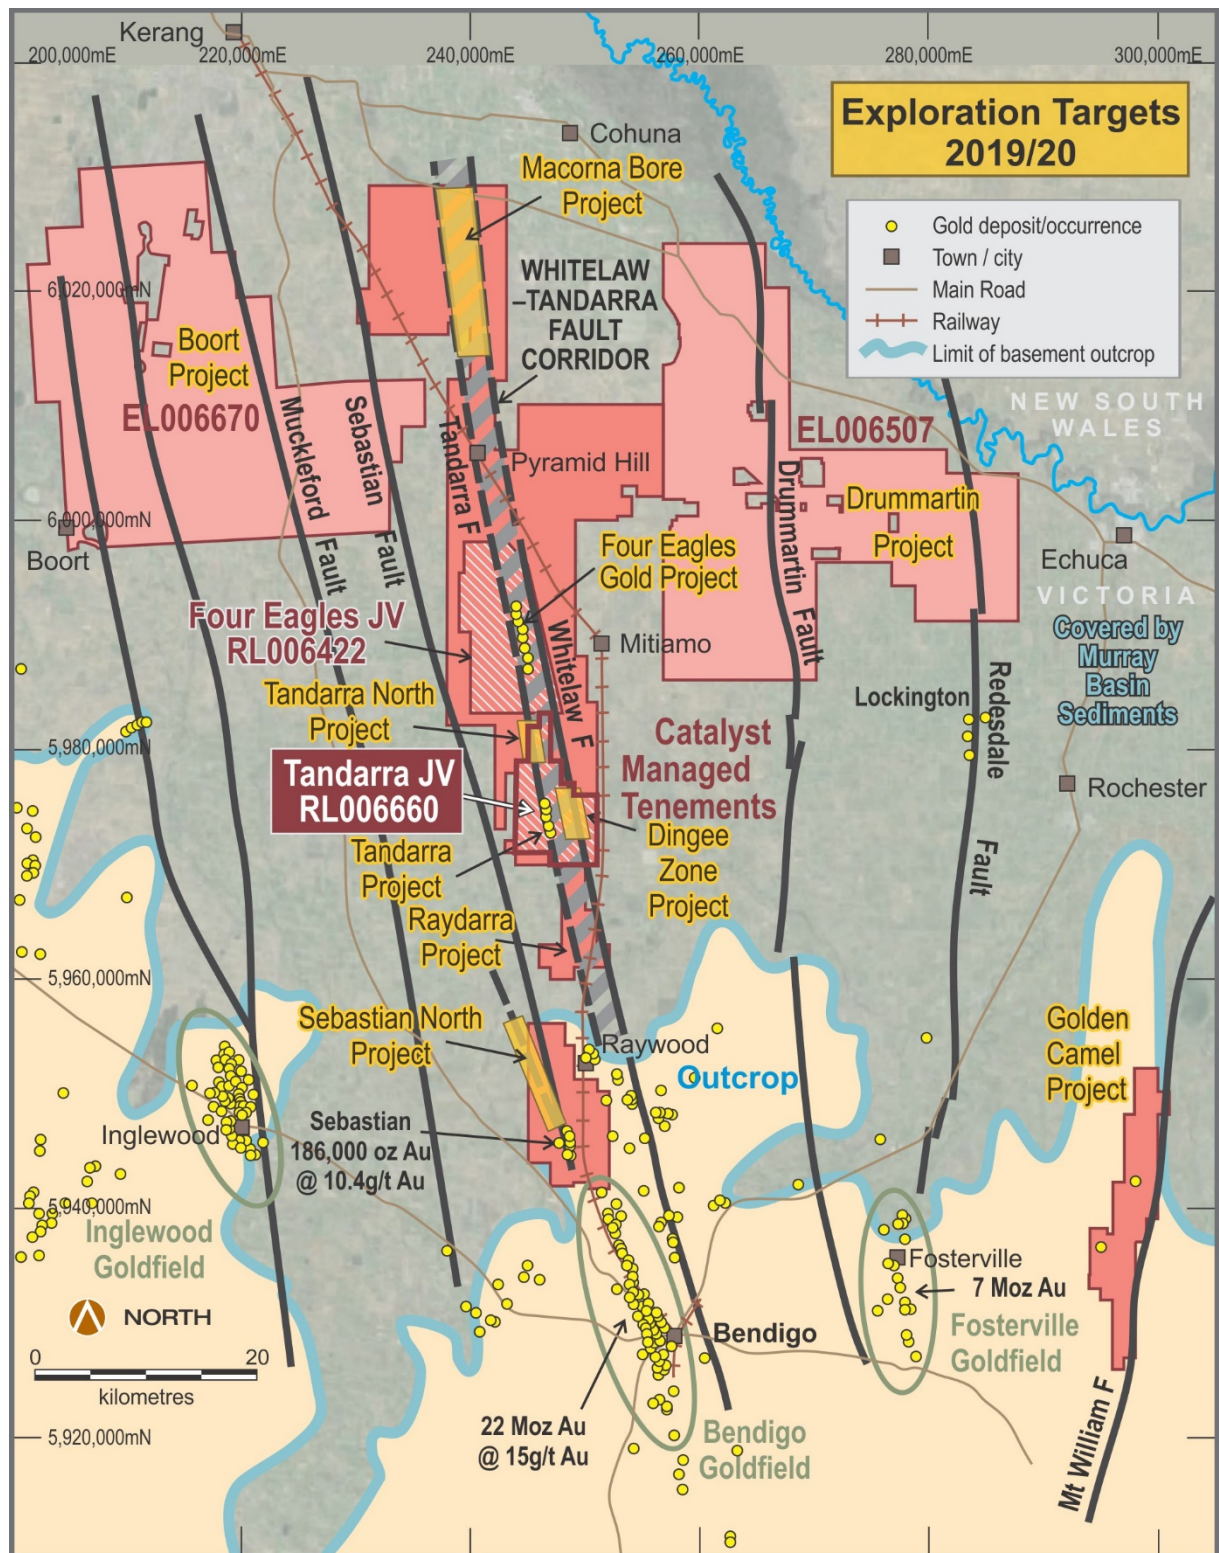 Kerang
200,000mE
220,000mE
240,000mE
260,000mE
280,000mE
300,000mE
Exploration Targets
2019/20
Cohuna
Macorna Bore
Project
Gold deposit/occurrence
Town / city
Main Road
Railway
Limit of basement outcrop
WHITELAW
–TANDARRA
FAULT
CORRIDOR
6,020,000mN
Boort
Project
EL006670
Muckleford
Fault
Sebastian
Fault
Tandarra F
Pyramid Hill
NEW SOUTH
WALES
EL006507
Drummartin
Fault
Drummartin
Project
6,000,000mN
Boort
Four Eagles
Gold Project
Echuca
VICTORIA
Four Eagles JV
RL006422
Whitelaw F
Mitiamo
Covered by
Murray
Basin
Sediments
Tandarra North
Project
Lockington
Redesdale
Fault
5,980,000mN
Catalyst
Managed
Tenements
Tandarra JV
RL006660
Rochester
Tandarra
Project
Dingee
Zone
Project
Raydarra
Project
5,960,000mN
Sebastian North
Project
Golden
Camel
Project
Raywood
Outcrop
Inglewood
Sebastian
186,000 oz Au
@ 10.4g/t Au
5,940,000mN
Inglewood
Goldfield
Fosterville
7 Moz Au
Fosterville
Goldfield
NORTH
0
20
kilometres
Bendigo
22 Moz Au
@ 15g/t Au
Bendigo
Goldfield
Mt William F
5,920,000mN